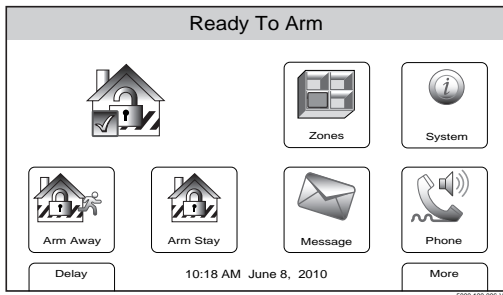 Ready To Arm
Zones
System
Arm Away
Arm Stay
Message
Phone
Delay
10:18 AM June 8, 2010
More